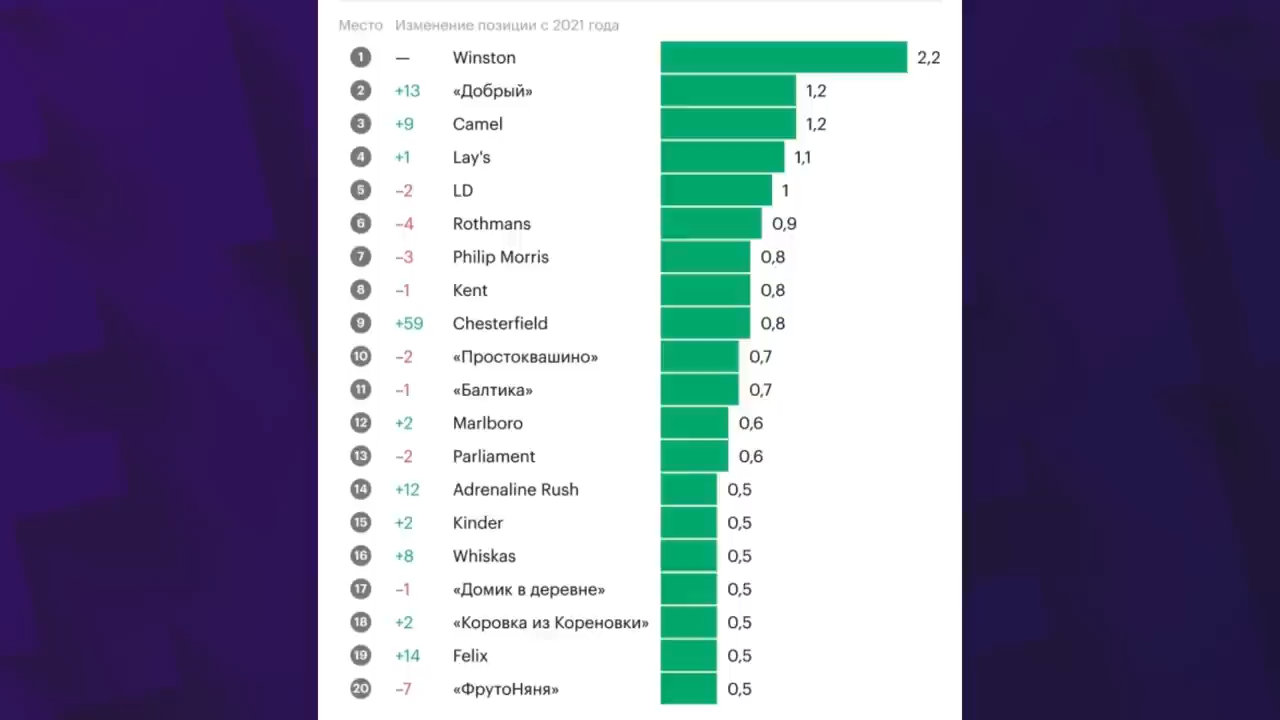 Место Изменение позиции с 2021 года
1 — Winston 2,2
2 +13 «Добрый» 1,2
3 +9 Camel 1,2
4 +1 Lay's 1,1
5 –2 LD 1
6 –4 Rothmans 0,9
7 –3 Philip Morris 0,8
8 –1 Kent 0,8
9 +59 Chesterfield 0,8
10 –2 «Простоквашино» 0,7
11 –1 «Балтика» 0,7
12 +2 Marlboro 0,6
13 –2 Parliament 0,6
14 +12 Adrenaline Rush 0,5
15 +2 Kinder 0,5
16 +8 Whiskas 0,5
17 –1 «Домик в деревне» 0,5
18 +2 «Коровка из Кореновки» 0,5
19 +14 Felix 0,5
20 –7 «ФрутоНяня» 0,5